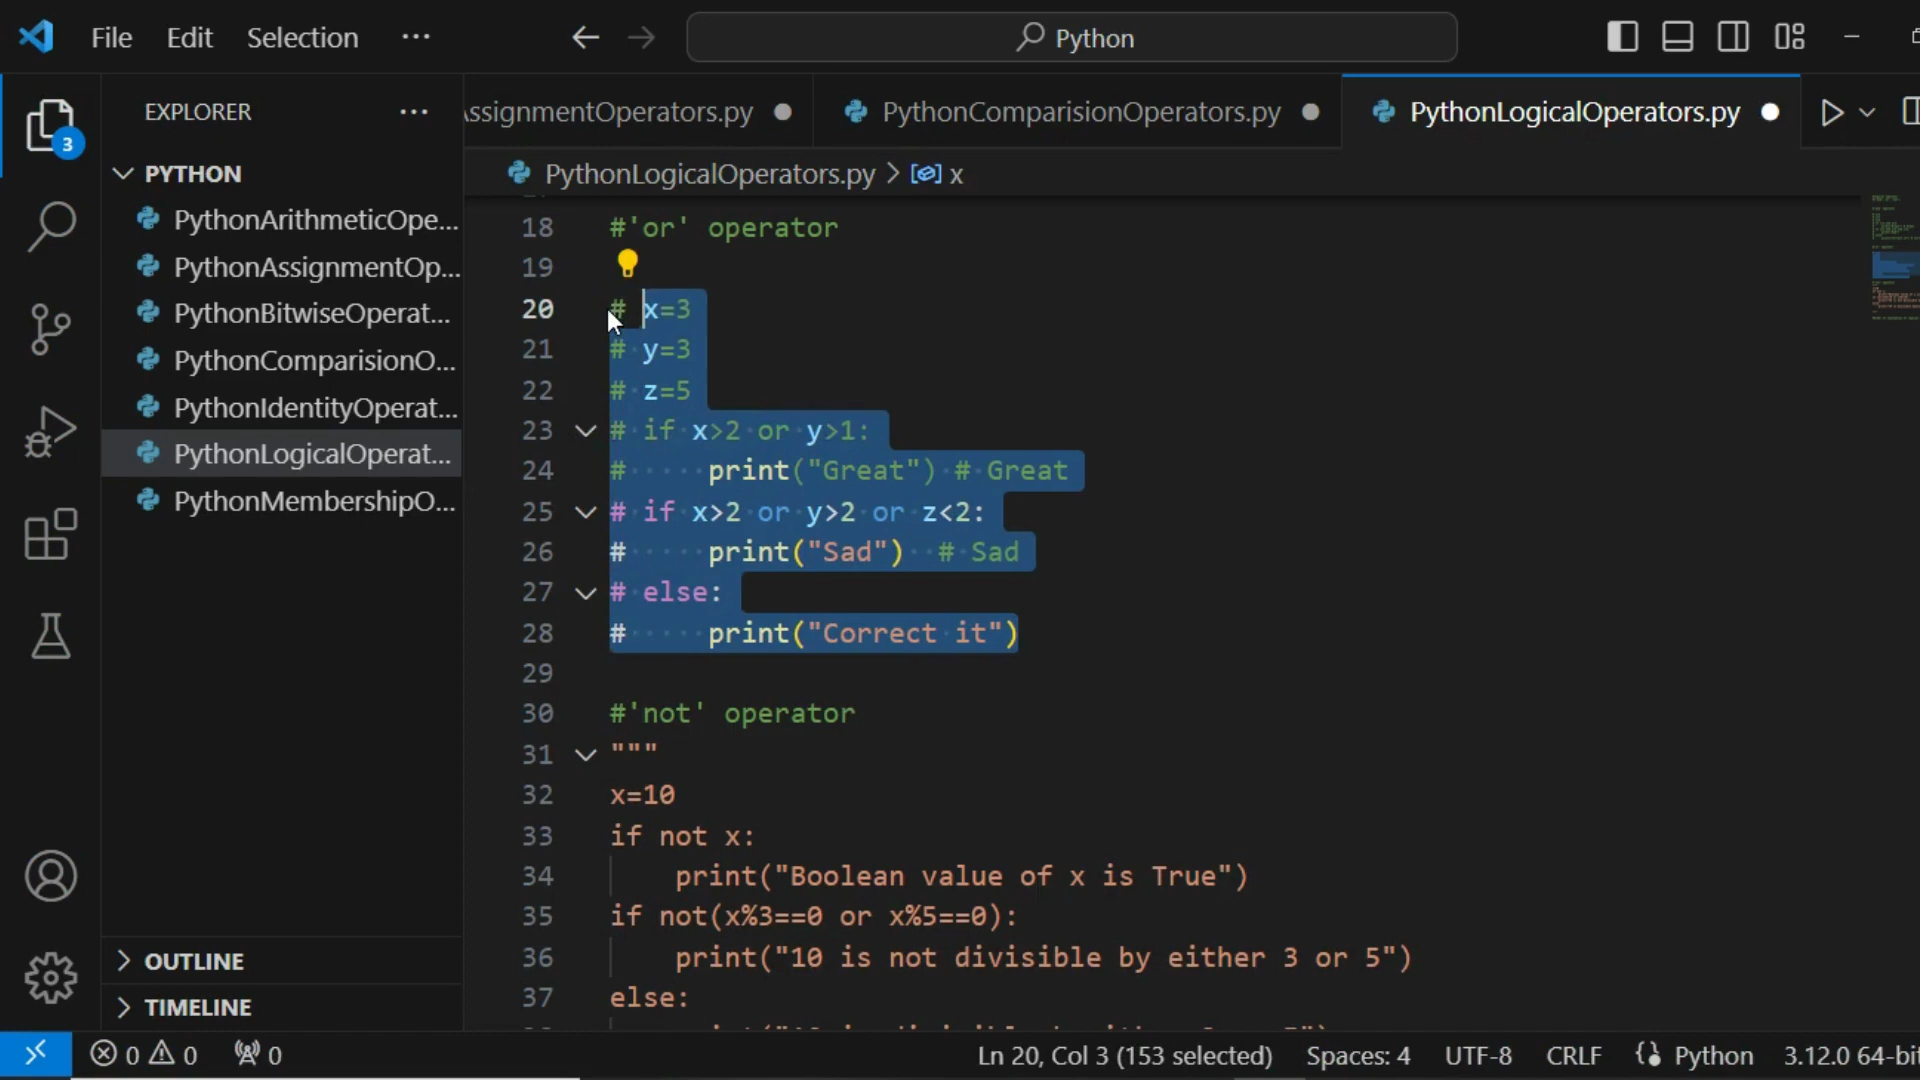 File Edit Selection ···
Python
EXPLORER ···
ssignmentOperators.py
PythonComparisionOperators.py
PythonLogicalOperators.py
PYTHON
PythonLogicalOperators.py > x
PythonArithmeticOpe...
PythonAssignmentOp...
PythonBitwiseOperat...
PythonComparisionO...
PythonIdentityOperat...
PythonLogicalOperat...
PythonMembershipO...
OUTLINE
TIMELINE
3
18 #'or' operator
19
20 # x=3
21 # y=3
22 # z=5
23 # if x>2 or y>1:
24 #     print("Great") # Great
25 # if x>2 or y>2 or z<2:
26 #     print("Sad")  # Sad
27 # else:
28 #     print("Correct it")
29
30 #'not' operator
31 """
32 x=10
33 if not x:
34     print("Boolean value of x is True")
35 if not(x%3==0 or x%5==0):
36     print("10 is not divisible by either 3 or 5")
37 else:
0 0 0
Ln 20, Col 3 (153 selected) Spaces: 4 UTF-8 CRLF Python 3.12.0 64-bit